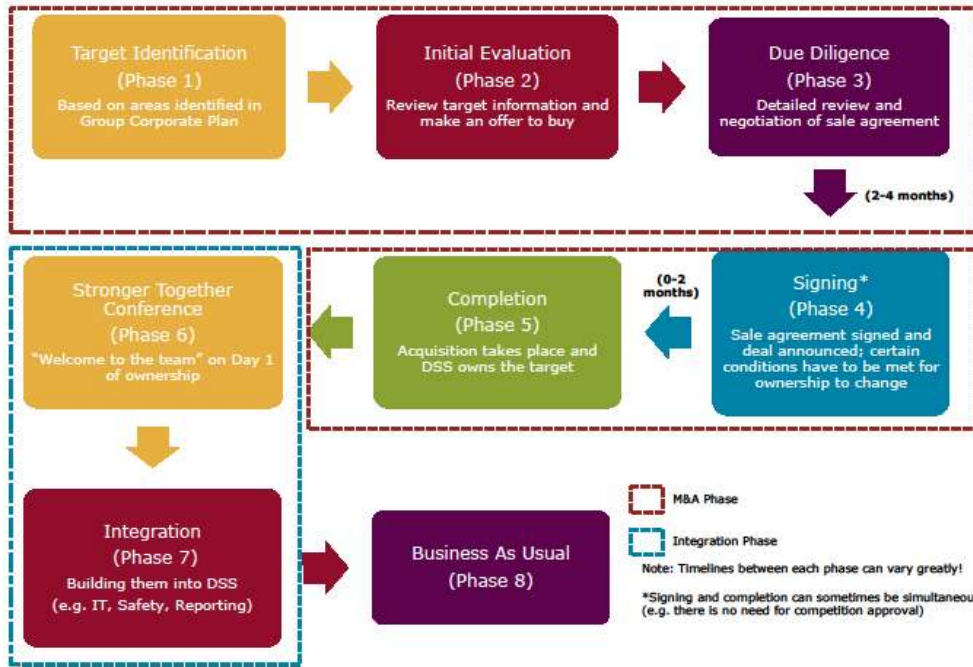 Target Identification
(Phase 1)
Based on areas identified in
Group Corporate Plan
Initial Evaluation
(Phase 2)
Review target information and
make an offer to buy
Due Diligence
(Phase 3)
Detailed review and
negotiation of sale agreement
(2-4 months)
Signing*
(Phase 4)
Sale agreement signed and
deal announced; certain
conditions have to be met for
ownership to change
(0-2
months)
Completion
(Phase 5)
Acquisition takes place and
DSS owns the target
Stronger Together
Conference
(Phase 6)
"Welcome to the team" on Day 1
of ownership
Integration
(Phase 7)
Building them into DSS
(e.g. IT, Safety, Reporting)
Business As Usual
(Phase 8)
M&A Phase
Integration Phase
Note: Timelines between each phase can vary greatly!
*Signing and completion can sometimes be simultaneou
(e.g. there is no need for competition approval)